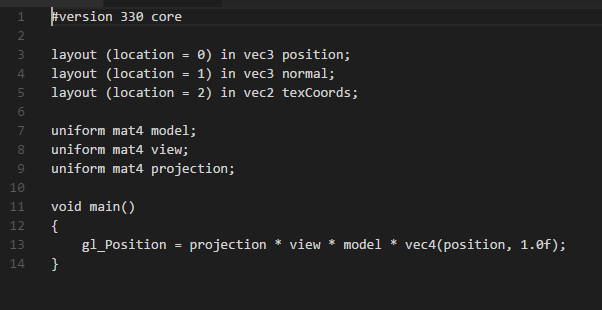 1 #version 330 core
2
3 layout (location = 0) in vec3 position;
4 layout (location = 1) in vec3 normal;
5 layout (location = 2) in vec2 texCoords;
6
7 uniform mat4 model;
8 uniform mat4 view;
9 uniform mat4 projection;
10
11 void main()
12 {
13     gl_Position = projection * view * model * vec4(position, 1.0f);
14 }